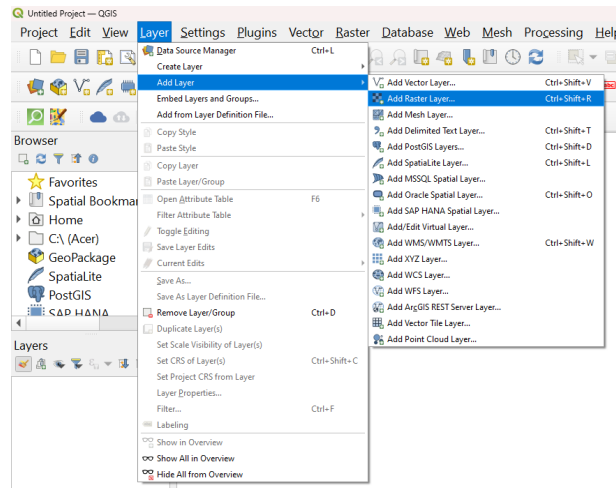 Untitled Project — QGIS
Project Edit View Layer Settings Plugins Vector Raster Database Web Mesh Processing Help
Data Source Manager Ctrl+L
Create Layer
Add Layer
Embed Layers and Groups...
Add from Layer Definition File...
Copy Style
Paste Style
Copy Layer
Paste Layer/Group
Open Attribute Table F6
Filter Attribute Table
Toggle Editing
Save Layer Edits
Current Edits
Save As...
Save As Layer Definition File...
Remove Layer/Group Ctrl+D
Duplicate Layer(s)
Set Scale Visibility of Layer(s)
Set CRS of Layer(s) Ctrl+Shift+C
Set Project CRS from Layer
Layer Properties...
Filter... Ctrl+F
Labeling
Show in Overview
Show All in Overview
Hide All from Overview
Add Vector Layer... Ctrl+Shift+V
Add Raster Layer... Ctrl+Shift+R
Add Mesh Layer...
Add Delimited Text Layer... Ctrl+Shift+T
Add PostGIS Layers... Ctrl+Shift+D
Add SpatiaLite Layer... Ctrl+Shift+L
Add MSSQL Spatial Layer...
Add Oracle Spatial Layer... Ctrl+Shift+O
Add SAP HANA Spatial Layer...
Add/Edit Virtual Layer...
Add WMS/WMTS Layer... Ctrl+Shift+W
Add XYZ Layer...
Add WCS Layer...
Add WFS Layer...
Add ArcGIS REST Server Layer...
Add Vector Tile Layer...
Add Point Cloud Layer...
abc
Browser
Favorites
Spatial Bookmar
Home
C:\ (Acer)
GeoPackage
SpatiaLite
PostGIS
SAP HANA
Layers